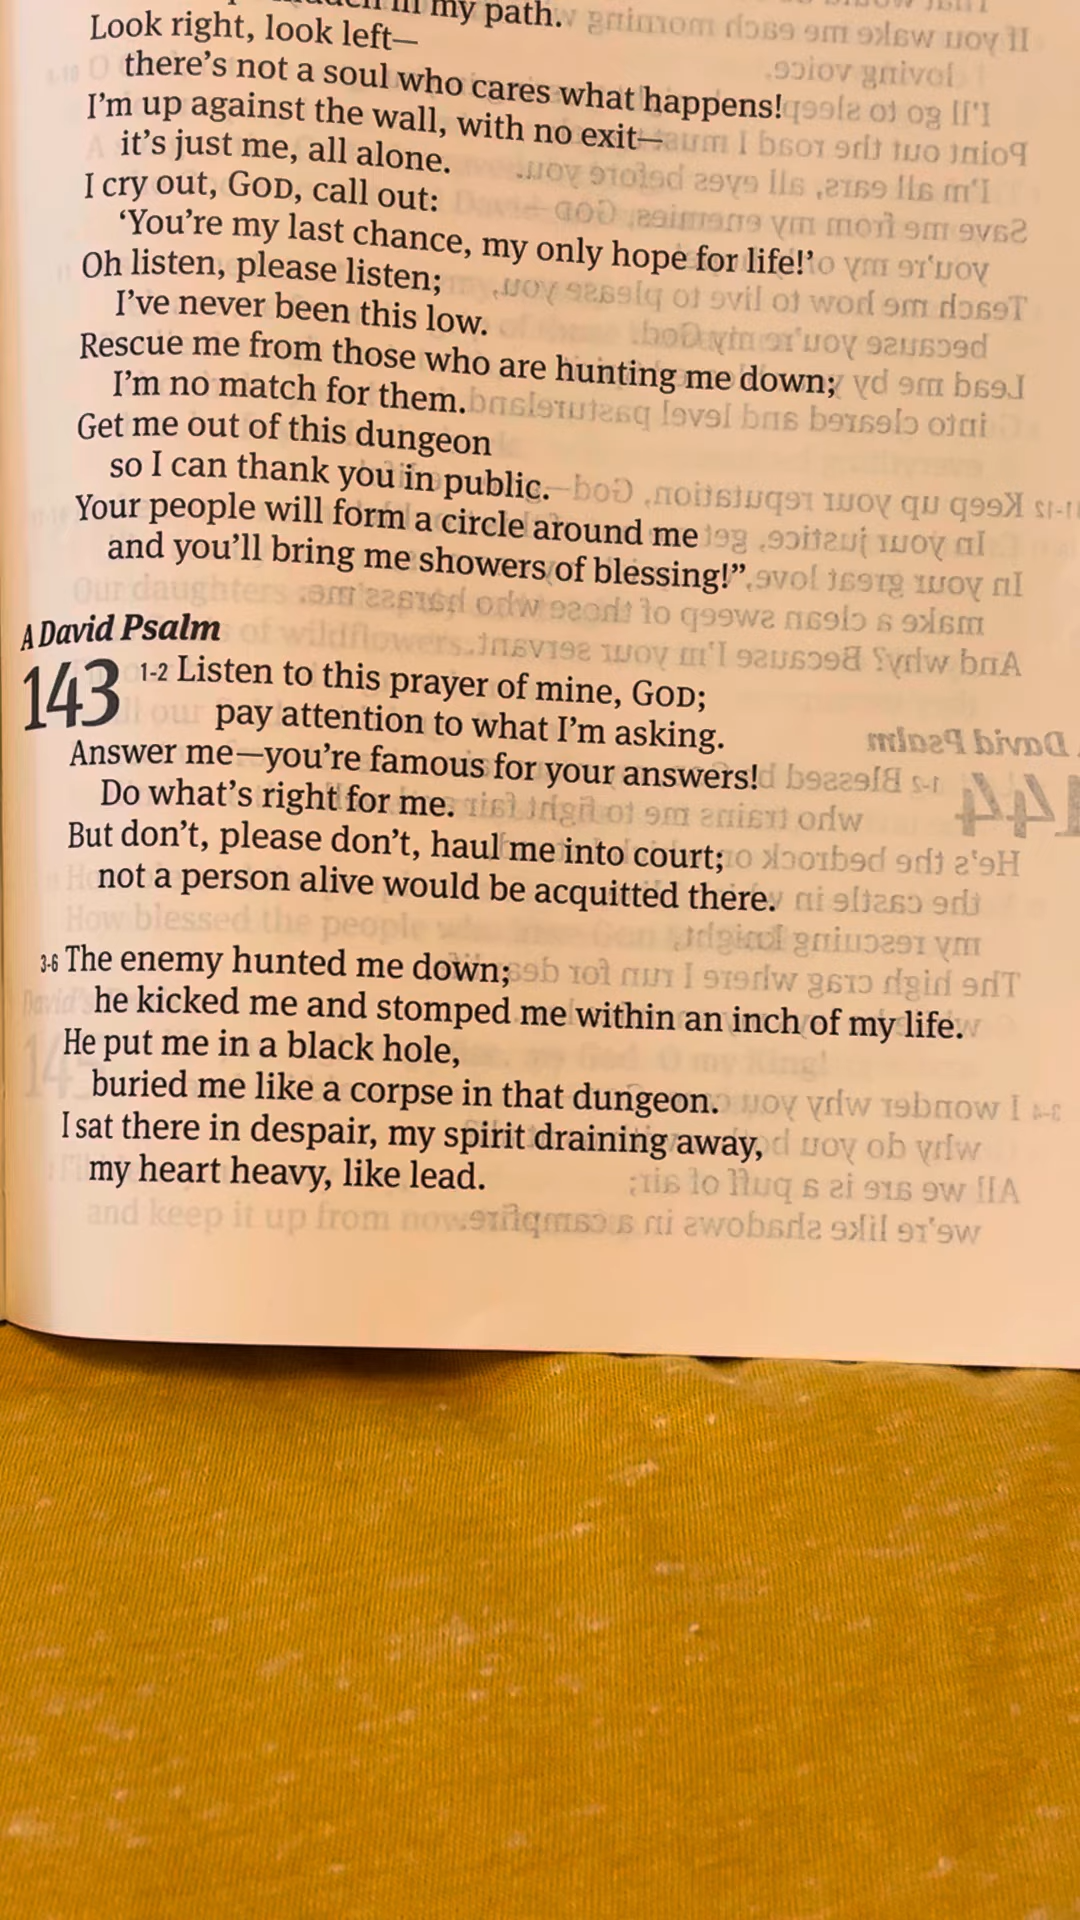 in my path.
Look right, look left—
there's not a soul who cares what happens!
I'm up against the wall, with no exit—
it's just me, all alone.
I cry out, GOD, call out:
‘You're my last chance, my only hope for life!’
Oh listen, please listen;
I've never been this low.
Rescue me from those who are hunting me down;
I'm no match for them.
Get me out of this dungeon
so I can thank you in public.
Your people will form a circle around me
and you'll bring me showers of blessing!”
A David Psalm
143 1-2 Listen to this prayer of mine, GOD;
pay attention to what I'm asking.
Answer me—you're famous for your answers!
Do what's right for me.
But don't, please don't, haul me into court;
not a person alive would be acquitted there.
3-6 The enemy hunted me down;
he kicked me and stomped me within an inch of my life.
He put me in a black hole,
buried me like a corpse in that dungeon.
I sat there in despair, my spirit draining away,
my heart heavy, like lead.